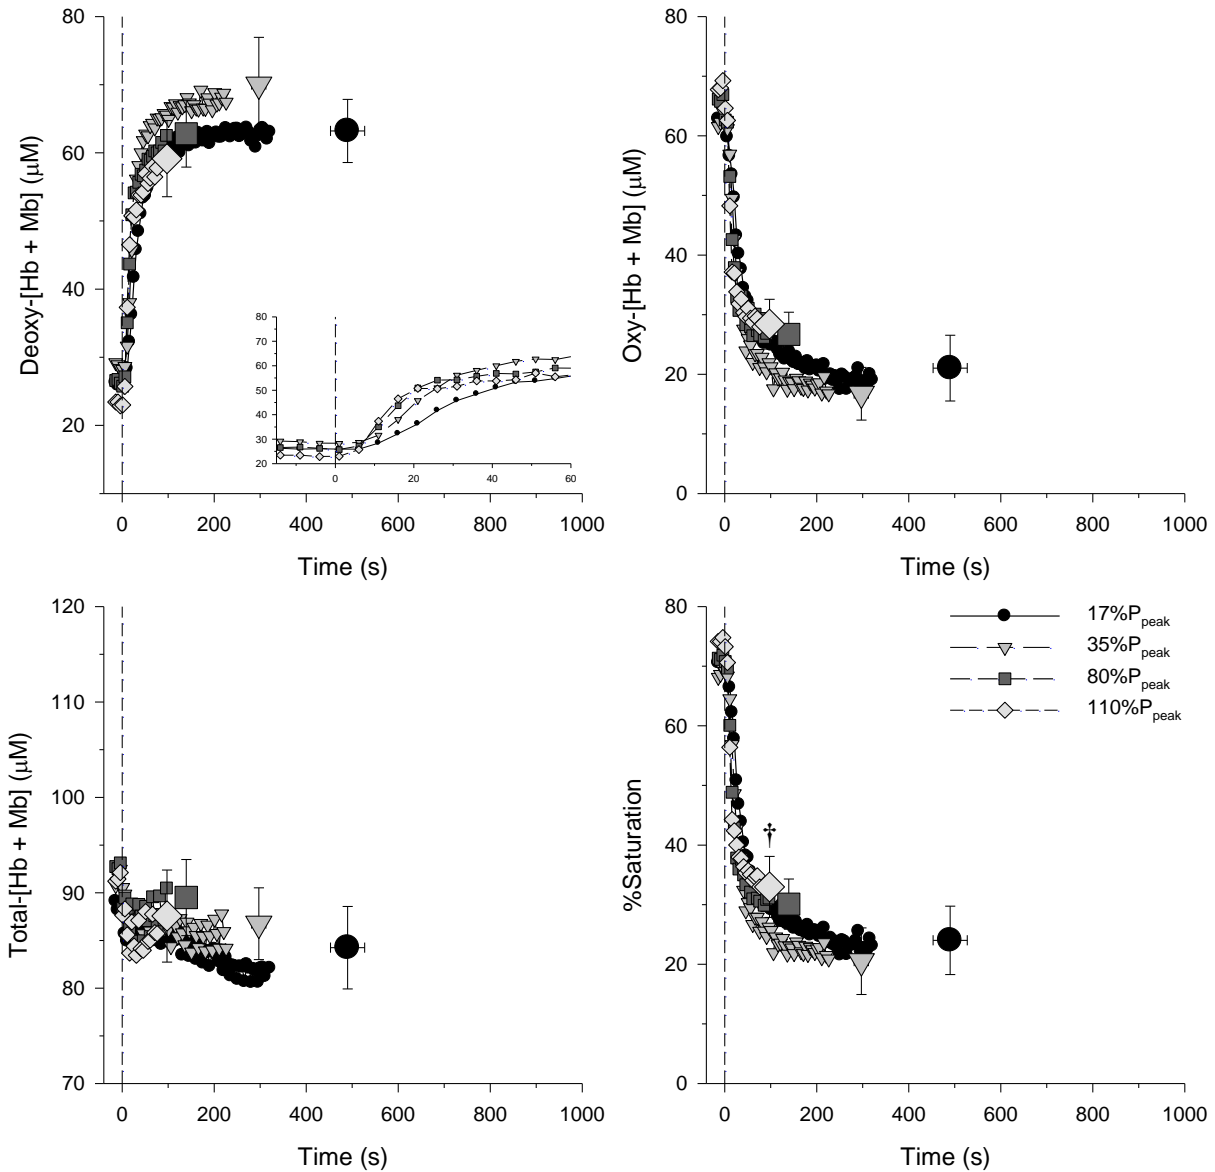 80
60
40
20
Deoxy-[Hb + Mb] (µM)
0 200 400 600 800 1000
Time (s)
80
70
60
50
40
30
20
0 20 40 60
80
60
40
20
0
Oxy-[Hb + Mb] (µM)
0 200 400 600 800 1000
Time (s)
120
110
100
90
80
70
Total-[Hb + Mb] (µM)
0 200 400 600 800 1000
Time (s)
80
60
40
20
0
%Saturation
†
17%Ppeak
35%Ppeak
80%Ppeak
110%Ppeak
0 200 400 600 800 1000
Time (s)